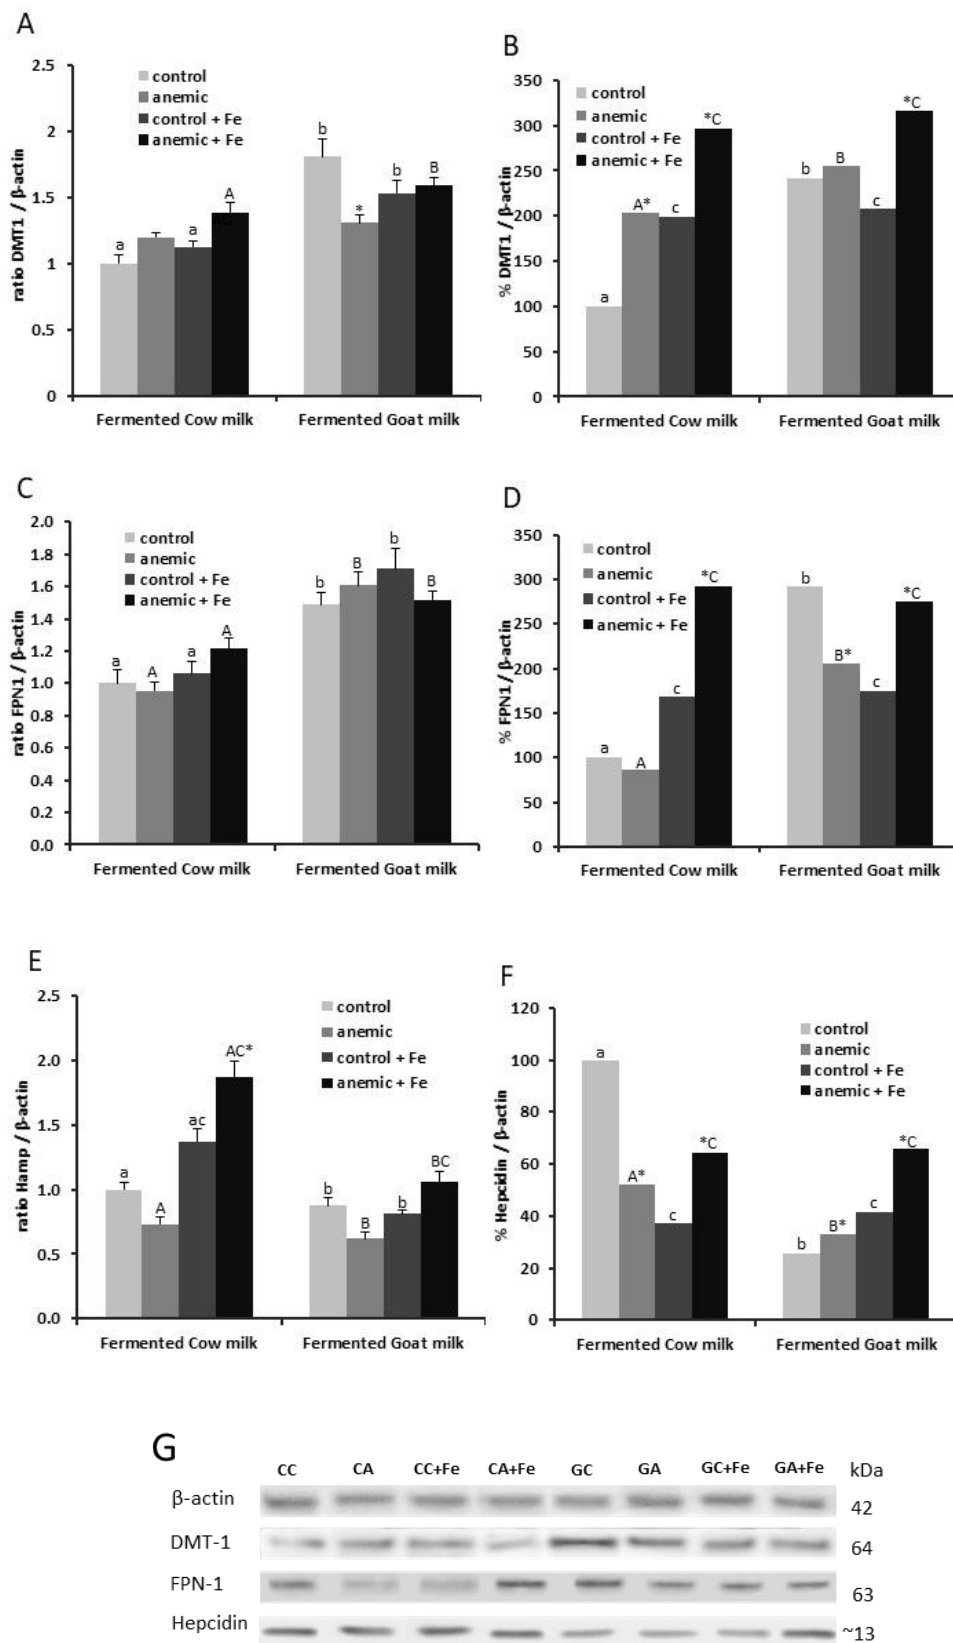 A
2.5
2
1.5
1
0.5
0
ratio DMT1 / β-actin
control
anemic
control + Fe
anemic + Fe
a
a
A
b
*
b
B
Fermented Cow milk
Fermented Goat milk
B
350
300
250
200
150
100
50
0
% DMT1 / β-actin
control
anemic
control + Fe
anemic + Fe
a
A*
c
*C
b
B
c
*C
Fermented Cow milk
Fermented Goat milk
C
2.0
1.8
1.6
1.4
1.2
1.0
0.8
0.6
0.4
0.2
0.0
ratio FPN1 / β-actin
control
anemic
control + Fe
anemic + Fe
a
A
a
A
b
B
b
B
Fermented Cow milk
Fermented Goat milk
D
350
300
250
200
150
100
50
0
% FPN1 / β-actin
control
anemic
control + Fe
anemic + Fe
a
A
c
*C
b
B*
c
*C
Fermented Cow milk
Fermented Goat milk
E
2.5
2.0
1.5
1.0
0.5
0.0
ratio Hamp / β-actin
control
anemic
control + Fe
anemic + Fe
a
A
ac
AC*
b
B
b
BC
Fermented Cow milk
Fermented Goat milk
F
120
100
80
60
40
20
0
% Hepcidin / β-actin
control
anemic
control + Fe
anemic + Fe
a
A*
c
*C
b
B*
c
*C
Fermented Cow milk
Fermented Goat milk
G
CC CA CC+Fe CA+Fe GC GA GC+Fe GA+Fe kDa
β-actin 42
DMT-1 64
FPN-1 63
Hepcidin ~13